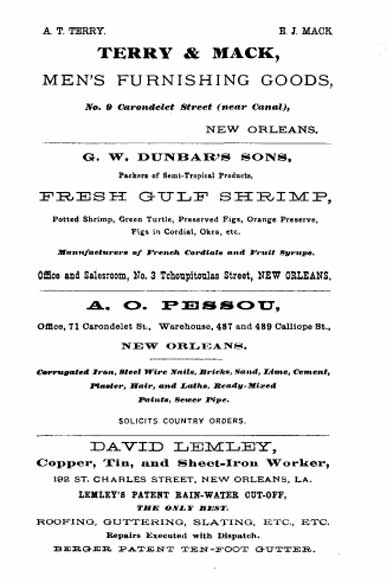 A. T. TERRY. E. J. MACK
TERRY & MACK,
MEN'S FURNISHING GOODS,
No. 9 Carondelet Street (near Canal),
NEW ORLEANS.
G. W. DUNBAR'S SONS,
Packers of Semi-Tropical Products,
FRESH GULF SHRIMP,
Potted Shrimp, Green Turtle, Preserved Figs, Orange Preserve,
Figs in Cordial, Okra, etc.
Manufacturers of French Cordials and Fruit Syrups.
Office and Salesroom, No. 3 Tchoupitoulas Street, NEW ORLEANS.
A. O. PESSOU,
Office, 71 Carondelet St., Warehouse, 487 and 489 Calliope St.,
NEW ORLEANS.
Corrugated Iron, Steel Wire Nails, Bricks, Sand, Lime, Cement,
Plaster, Hair, and Laths. Ready-Mixed
Paints, Sewer Pipe.
SOLICITS COUNTRY ORDERS.
DAVID LEMLEY,
Copper, Tin, and Sheet-Iron Worker,
192 ST. CHARLES STREET, NEW ORLEANS, LA.
LEMLEY'S PATENT RAIN-WATER CUT-OFF,
THE ONLY BEST.
ROOFING, GUTTERING, SLATING, ETC., ETC.
Repairs Executed with Dispatch.
BERGER PATENT TEN-FOOT GUTTER.